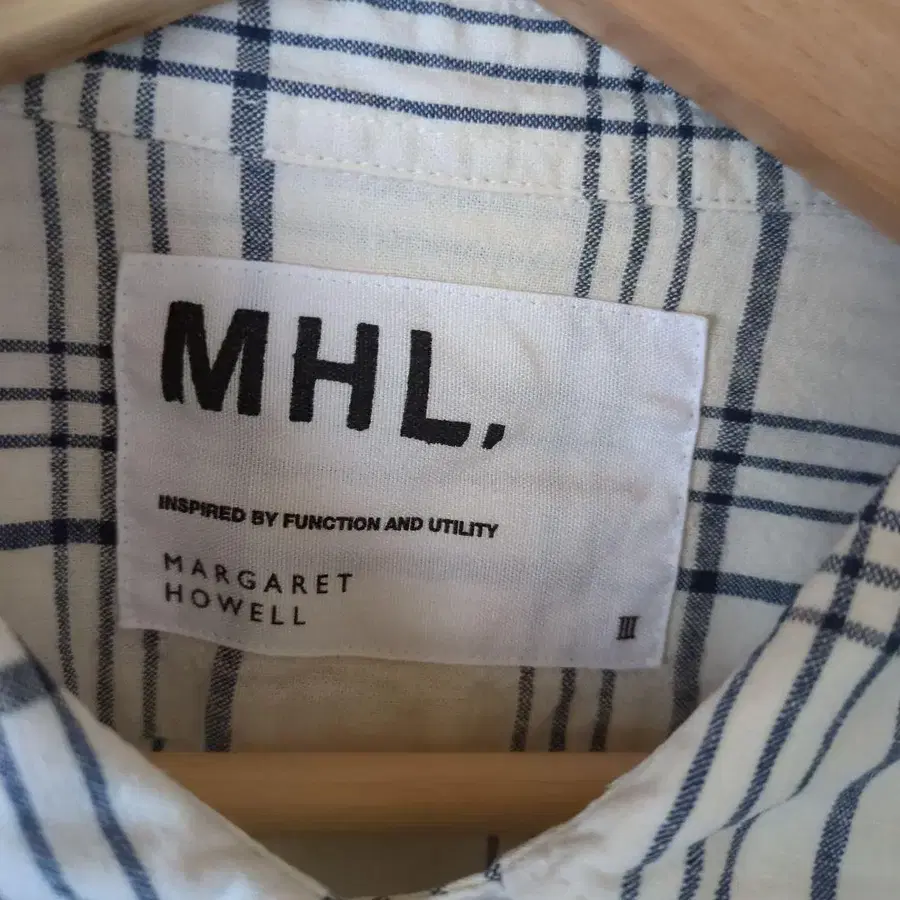 MHL.
INSPIRED BY FUNCTION AND UTILITY
MARGARET
HOWELL
III